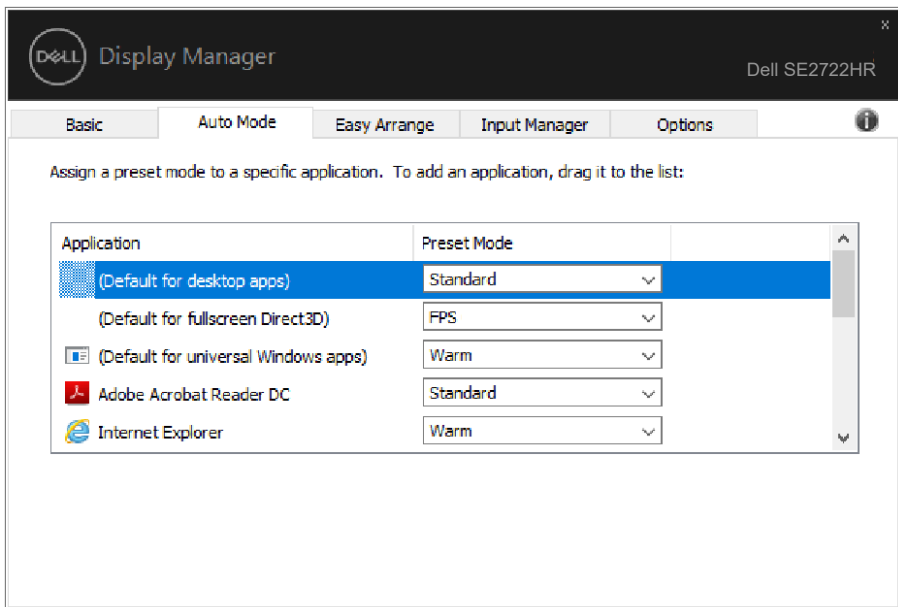 x
DELL Display Manager
Dell SE2722HR
Basic Auto Mode Easy Arrange Input Manager Options
Assign a preset mode to a specific application. To add an application, drag it to the list:
Application Preset Mode
(Default for desktop apps) Standard
(Default for fullscreen Direct3D) FPS
(Default for universal Windows apps) Warm
Adobe Acrobat Reader DC Standard
Internet Explorer Warm